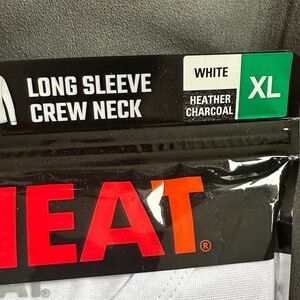 LONG SLEEVE
CREW NECK
WHITE
HEATHER
CHARCOAL
XL
HEAT®